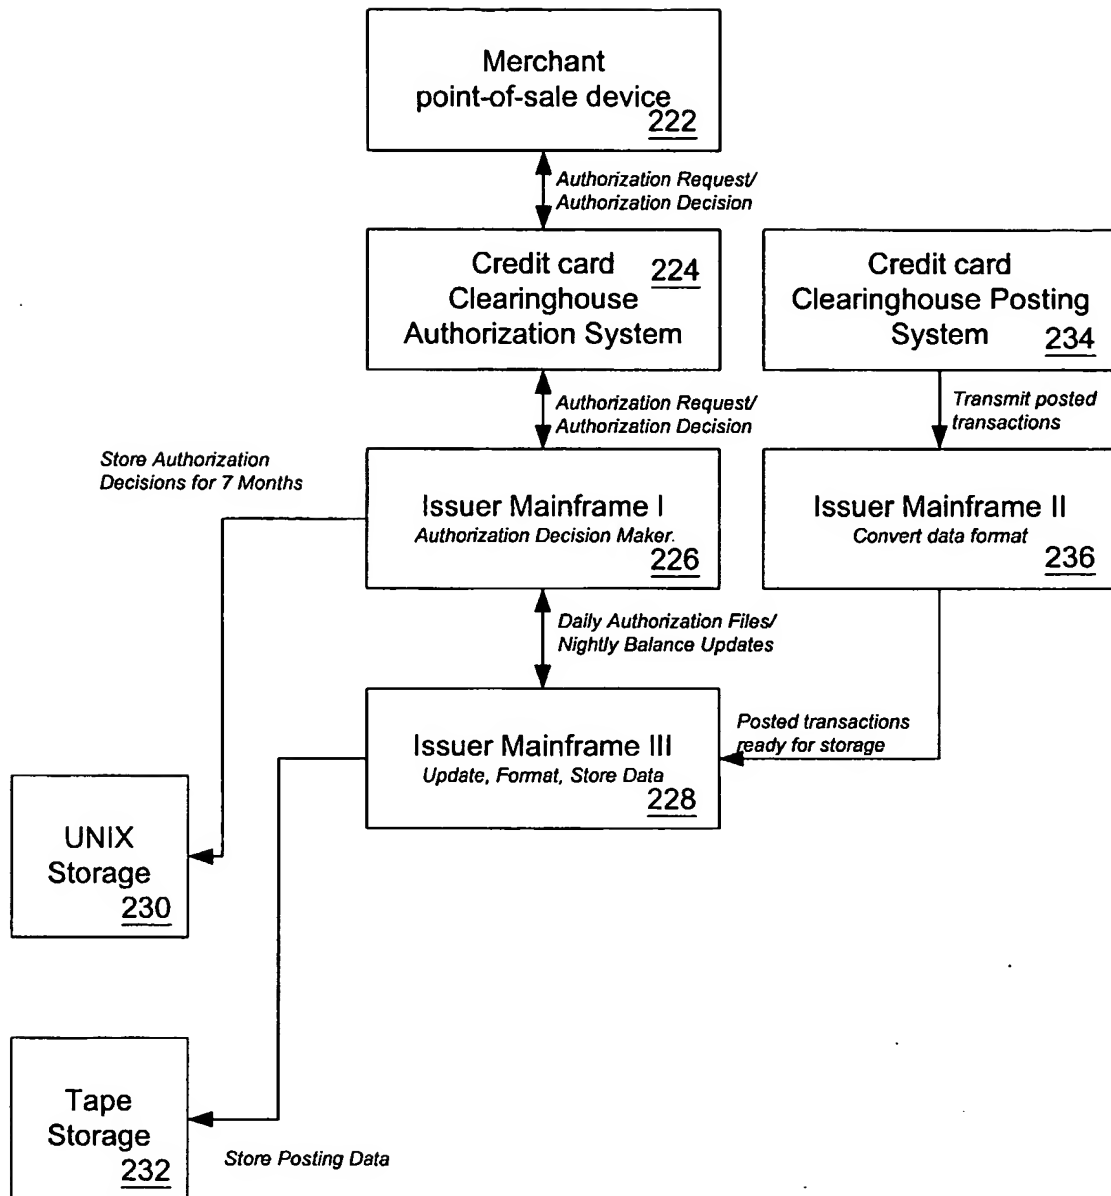 Merchant
point-of-sale device
222
Authorization Request/
Authorization Decision
Credit card
Clearinghouse
Authorization System
224
Credit card
Clearinghouse Posting
System
234
Authorization Request/
Authorization Decision
Transmit posted
transactions
Store Authorization
Decisions for 7 Months
Issuer Mainframe I
Authorization Decision Maker.
226
Issuer Mainframe II
Convert data format
236
Daily Authorization Files/
Nightly Balance Updates
Issuer Mainframe III
Update, Format, Store Data
228
Posted transactions
ready for storage
UNIX
Storage
230
Tape
Storage
232
Store Posting Data